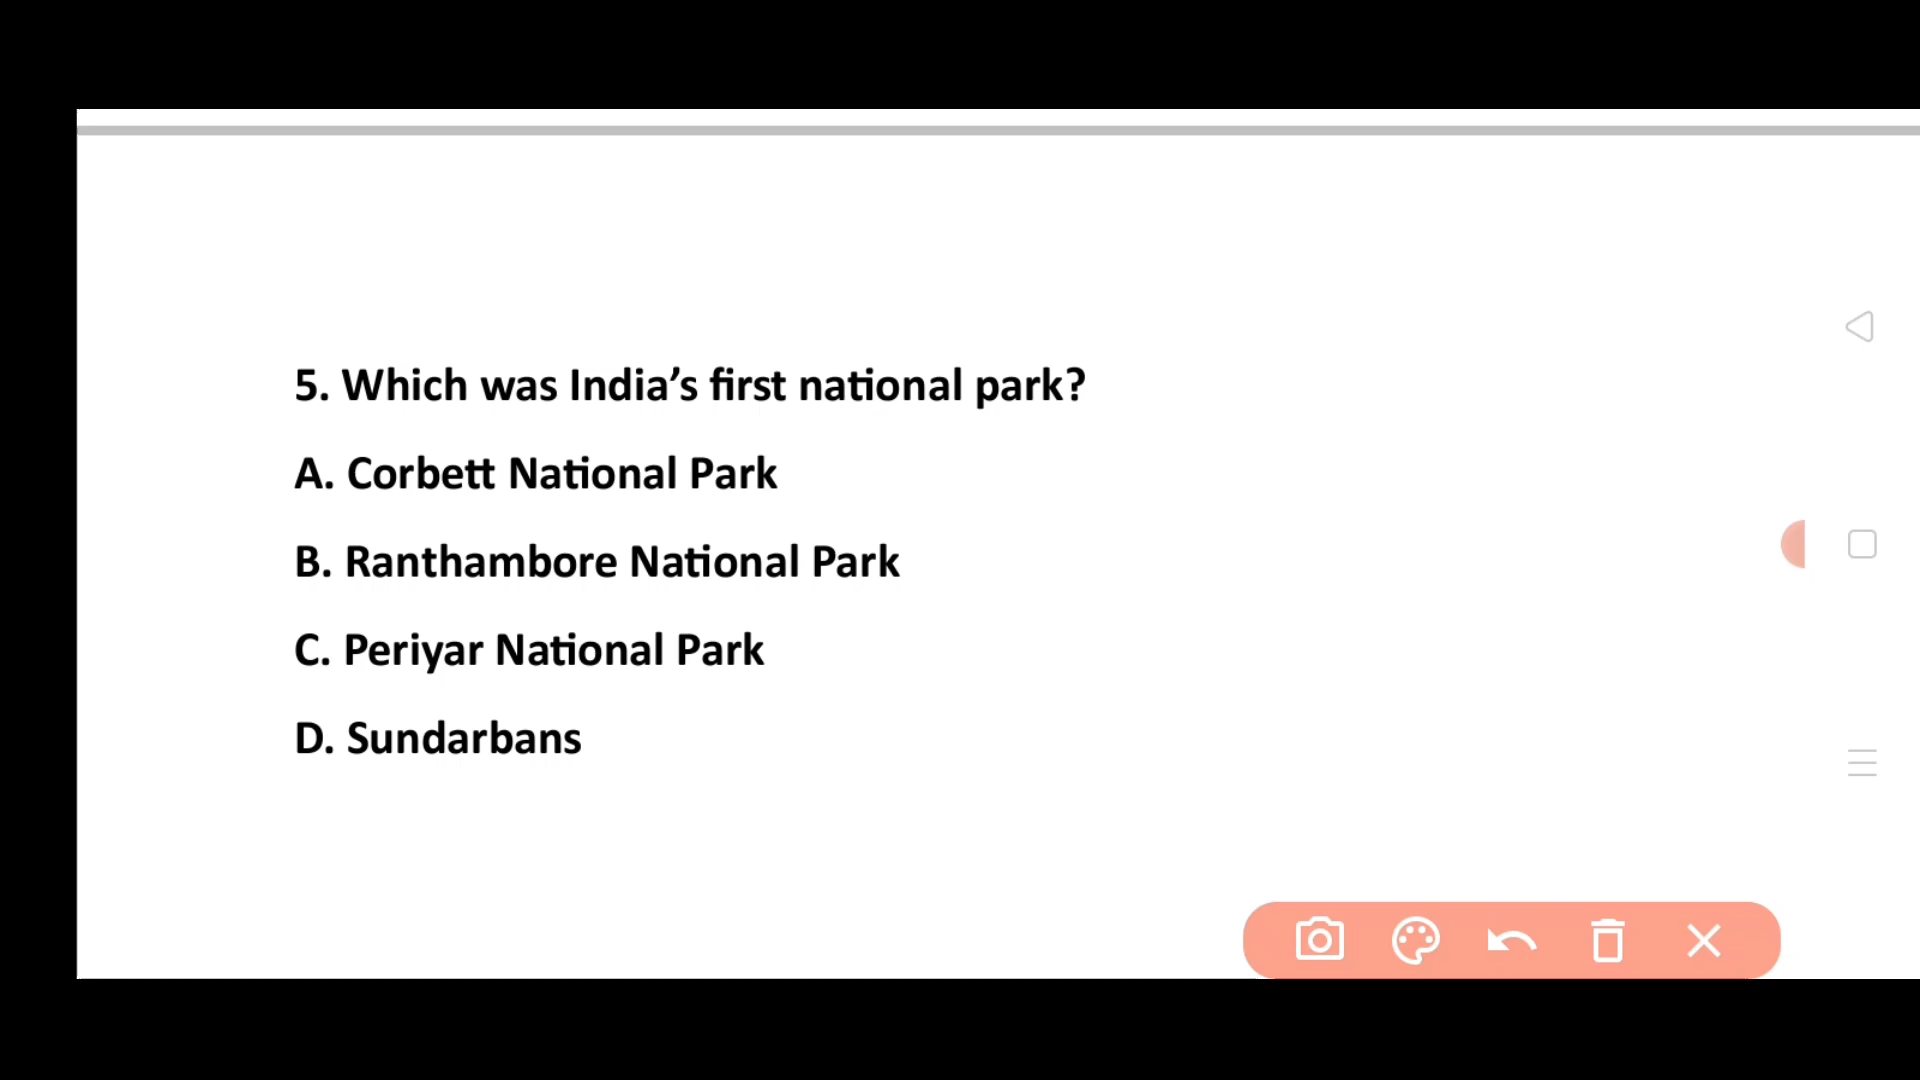 5. Which was India’s first national park?
A. Corbett National Park
B. Ranthambore National Park
C. Periyar National Park
D. Sundarbans